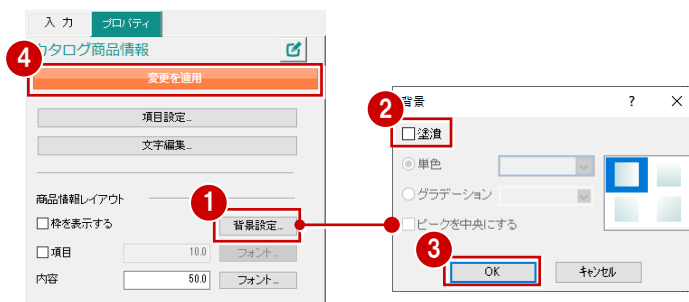 入力 プロパティ
4 カタログ商品情報
変更を適用
項目設定...
文字編集...
商品情報レイアウト
1
枠を表示する 背景設定...
項目 10.0 フォント...
内容 50.0 フォント...
背景 ? ×
2
塗潰
単色
グラデーション
ピークを中央にする
3
OK キャンセル